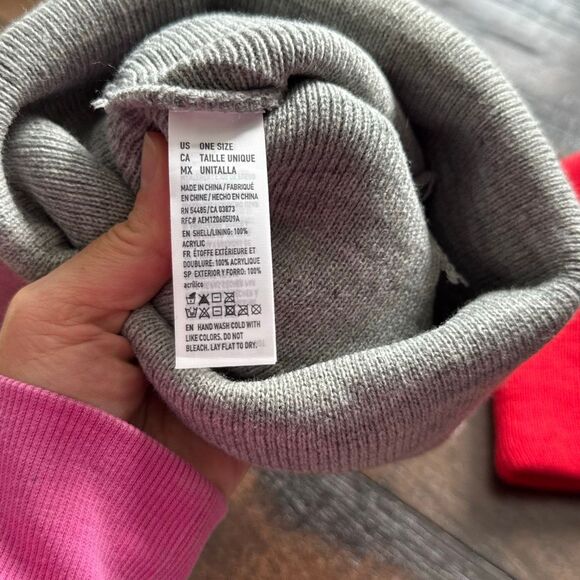 US ONE SIZE
CA TAILLE UNIQUE
MX UNITALLA
MADE IN CHINA / FABRIQUÉ
EN CHINE / HECHO EN CHINA
RN 54485/CA 03873
RFC# AEM120605U9A
EN SHELL/LINING: 100%
ACRYLIC
FR ÉTOFFE EXTÉRIEUR ET
DOUBLURE: 100% ACRYLIQUE
SP EXTERIOR Y FORRO: 100%
acrílico
EN HAND WASH COLD WITH
LIKE COLORS. DO NOT
BLEACH. LAY FLAT TO DRY.